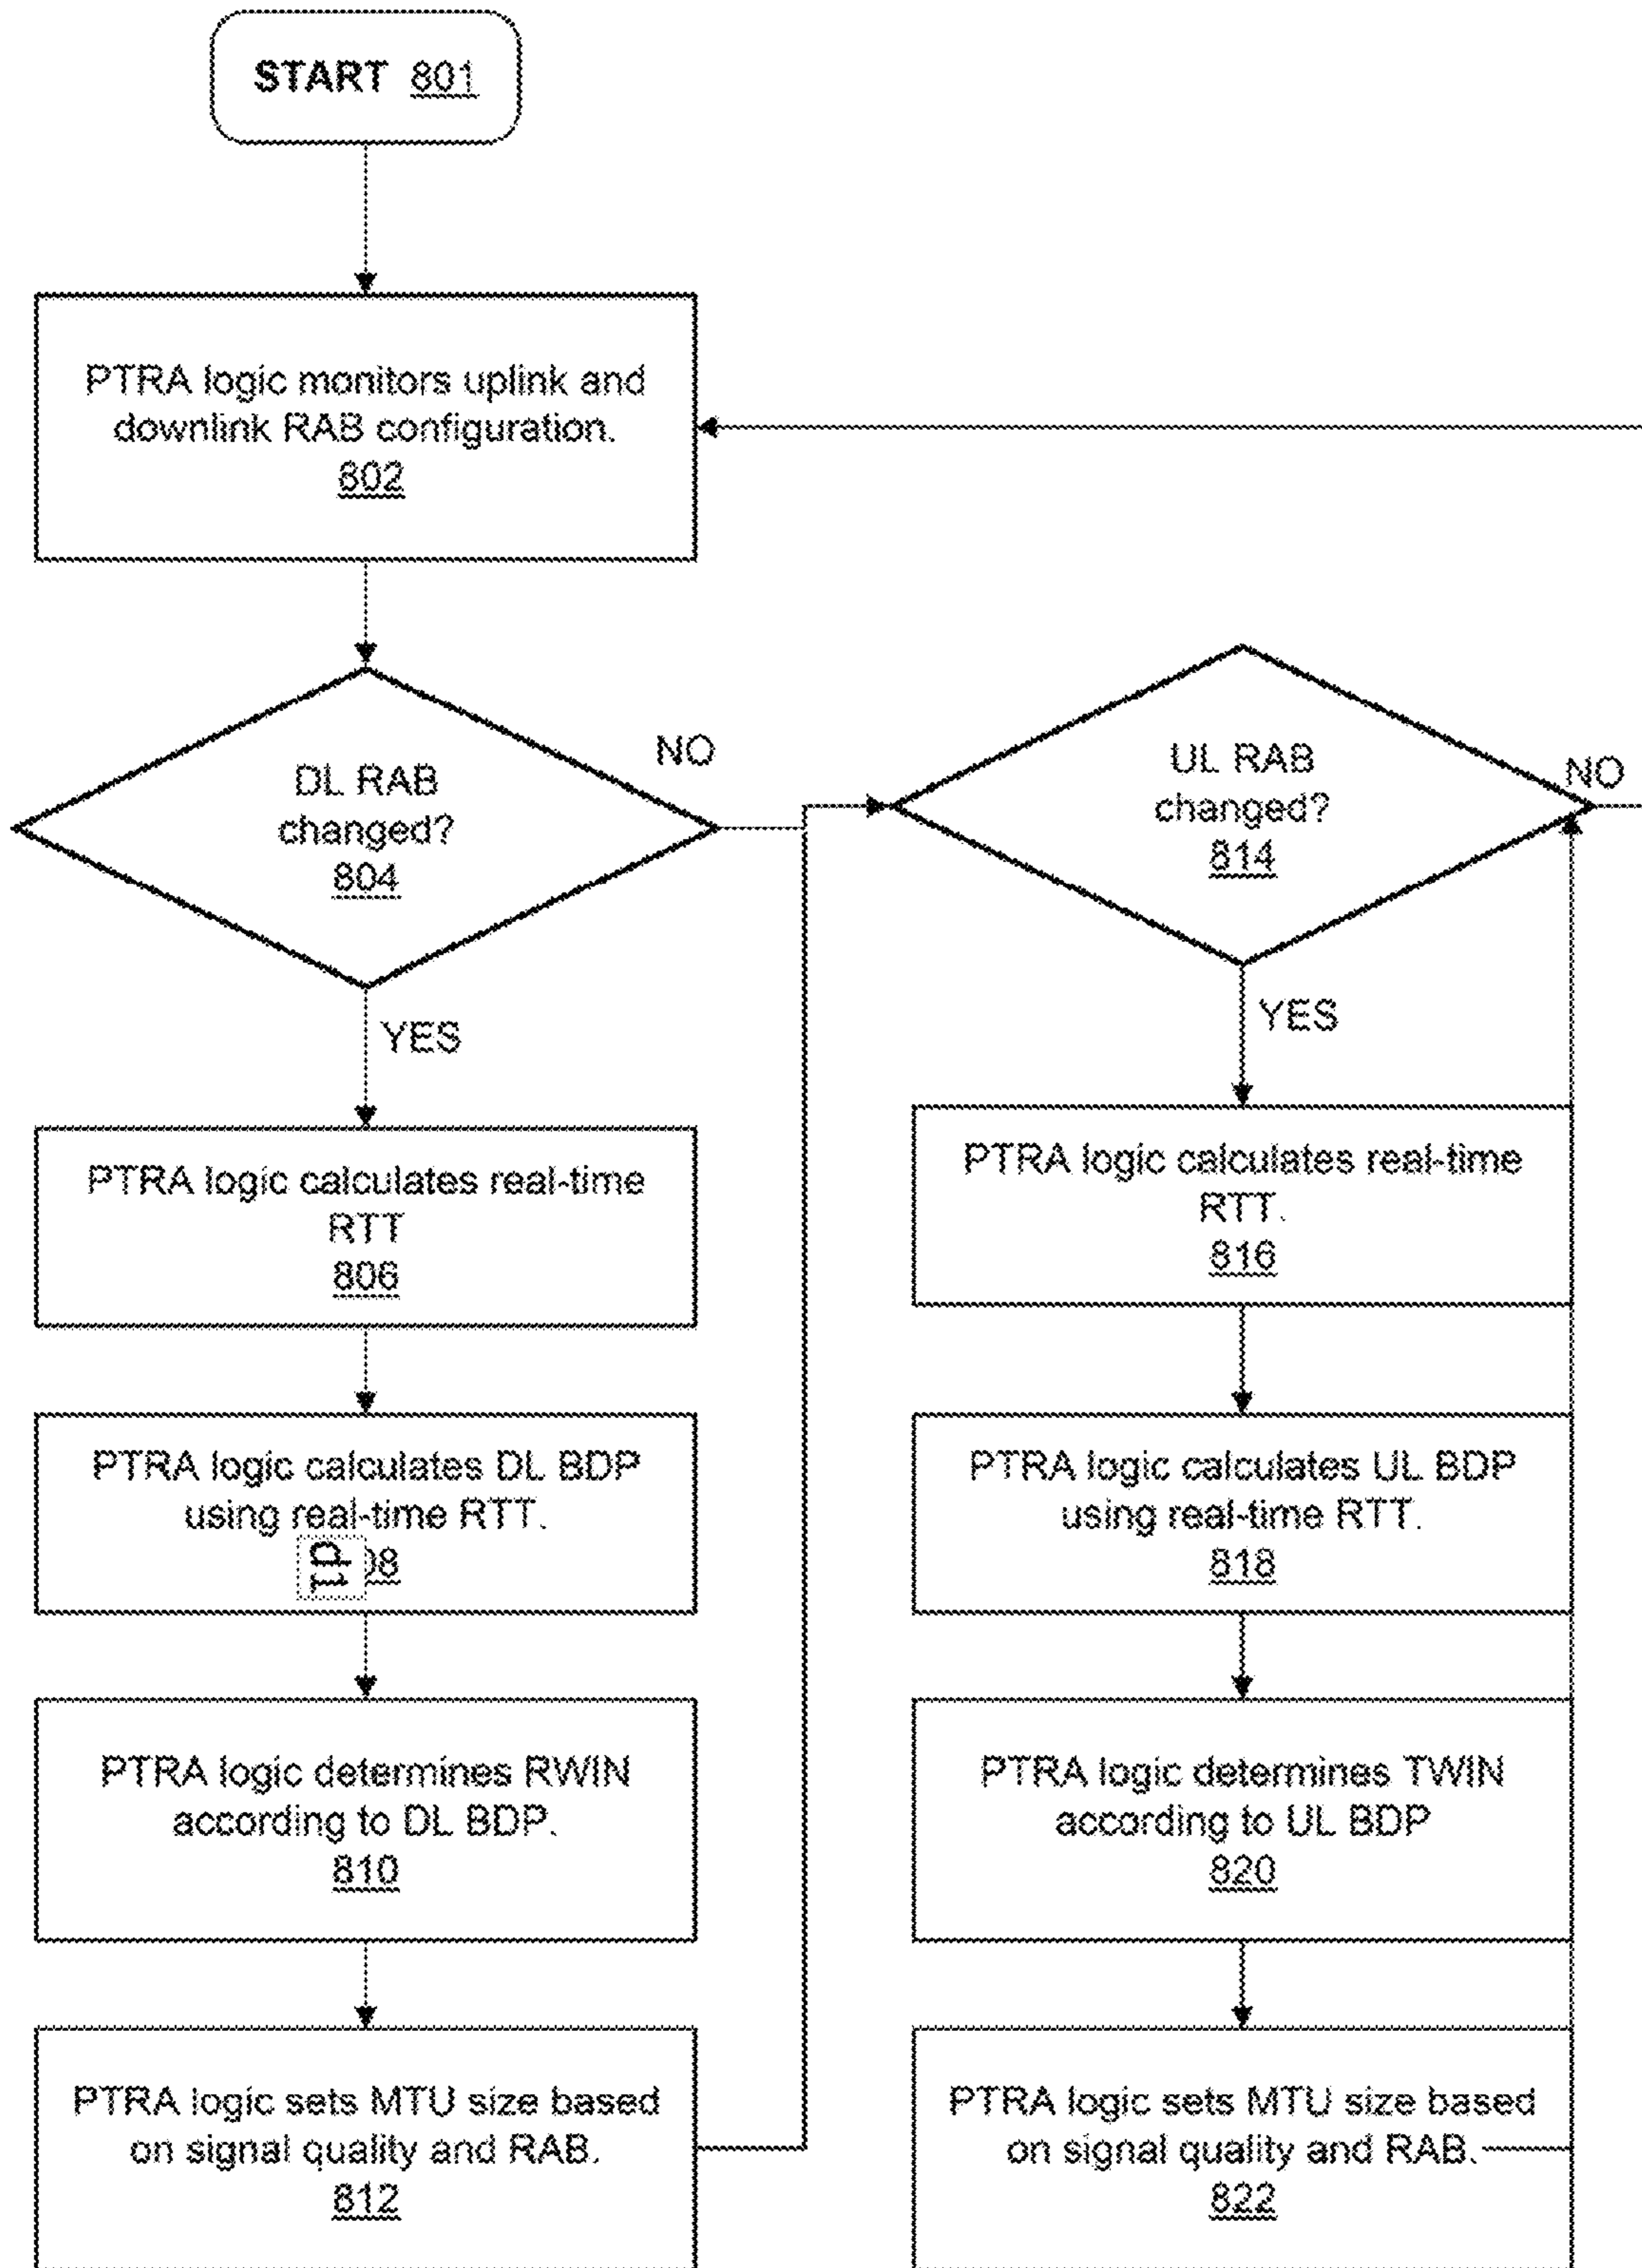 START 801
PTRA logic monitors uplink and
downlink RAB configuration.
802
DL RAB
changed?
804
NO
YES
PTRA logic calculates real-time
RTT
806
PTRA logic calculates DL BDP
using real-time RTT.
d1
08
PTRA logic determines RWIN
according to DL BDP.
810
PTRA logic sets MTU size based
on signal quality and RAB.
812
UL RAB
changed?
814
NO
YES
PTRA logic calculates real-time
RTT.
816
PTRA logic calculates UL BDP
using real-time RTT.
818
PTRA logic determines TWIN
according to UL BDP
820
PTRA logic sets MTU size based
on signal quality and RAB.
822